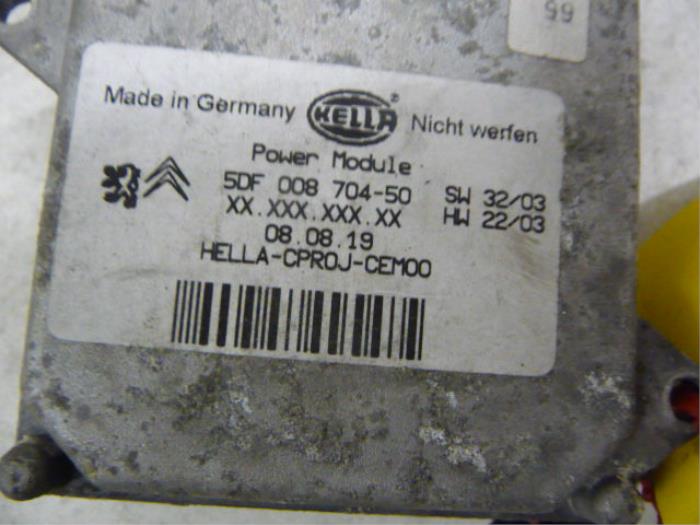 99
Made in Germany HELLA® Nicht werfen
Power Module
5DF 008 704-50 SW 32/03
XX.XXX.XXX.XX HW 22/03
08.08.19
HELLA-CPROJ-CEM00